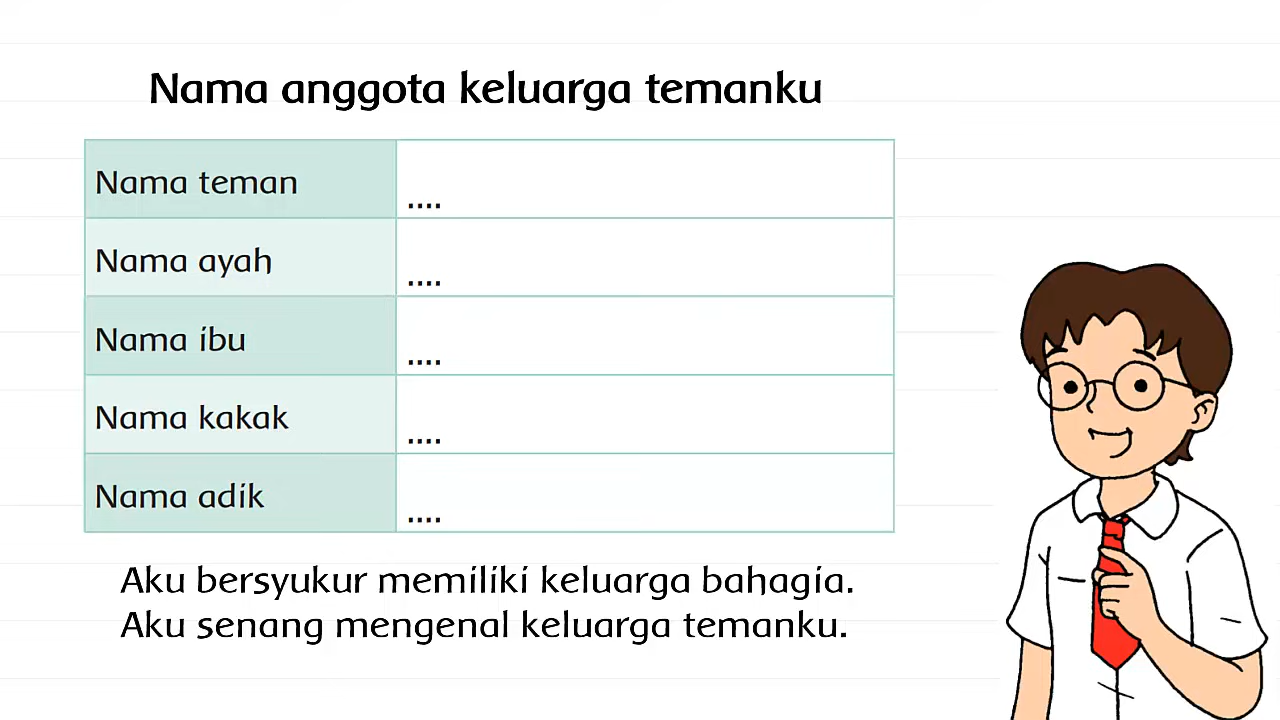 Nama anggota keluarga temanku
Nama teman ....
Nama ayah ....
Nama ibu ....
Nama kakak ....
Nama adik ....
Aku bersyukur memiliki keluarga bahagia.
Aku senang mengenal keluarga temanku.